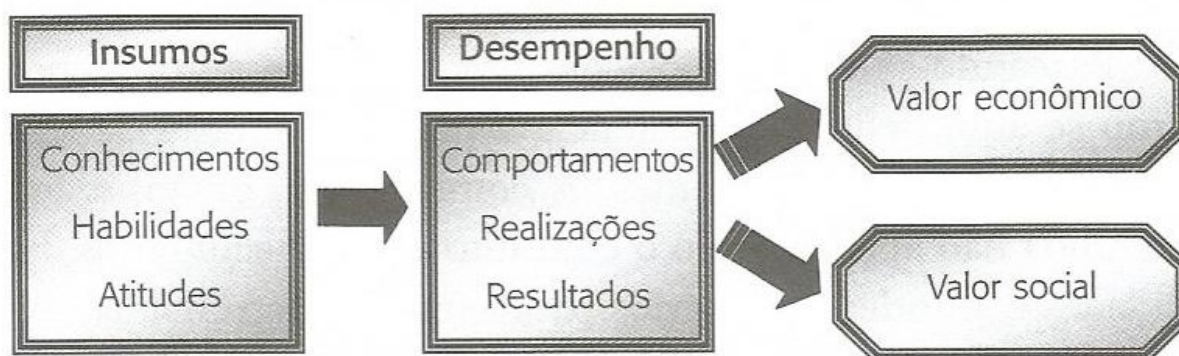 Insumos
Conhecimentos
Habilidades
Atitudes
Desempenho
Comportamentos
Realizações
Resultados
Valor econômico
Valor social